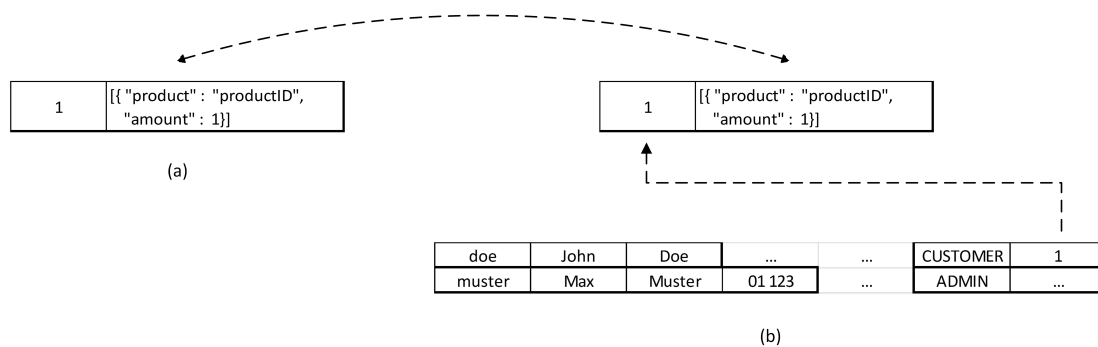 1 [{ "product" : "productID", "amount" : 1}]
1 [{ "product" : "productID", "amount" : 1}]
(a)
doe John Doe ... ... CUSTOMER 1
muster Max Muster 01 123 ... ADMIN ...
(b)